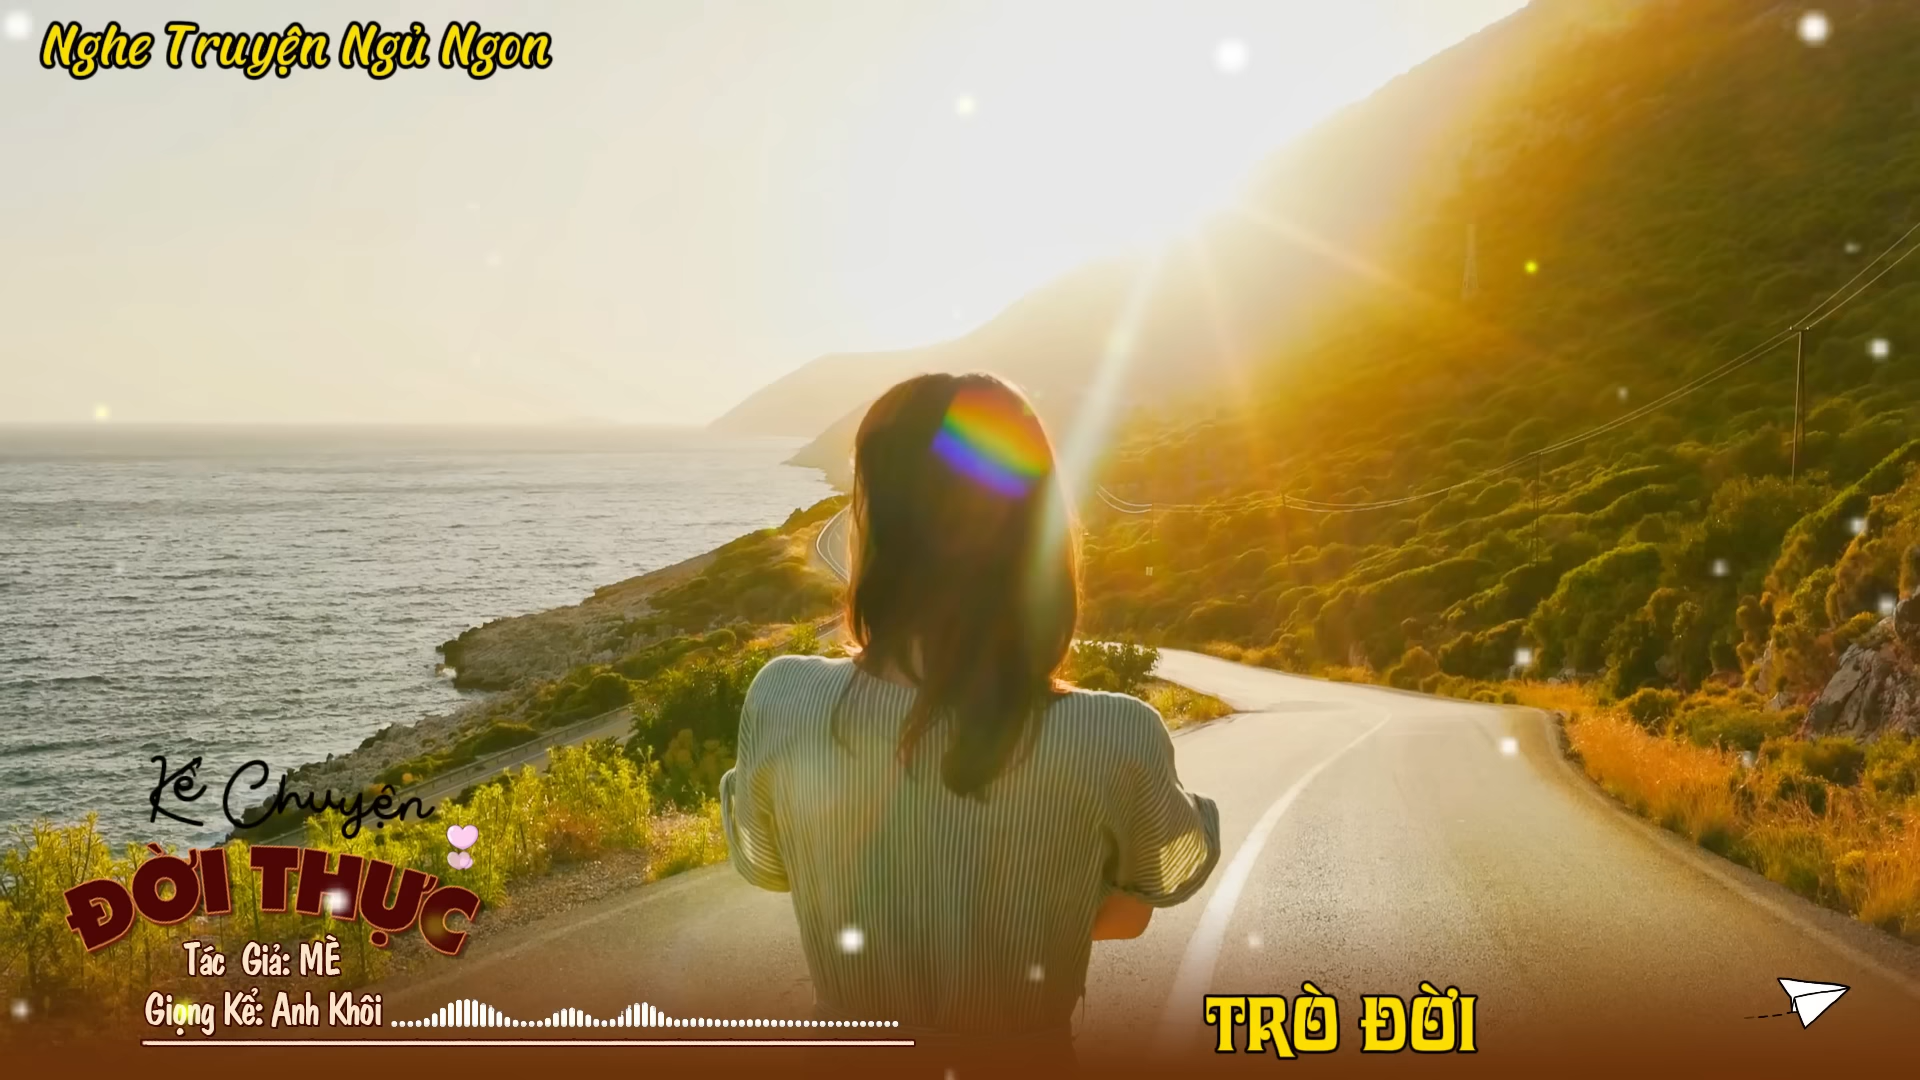 Nghe Truyện Ngủ Ngon
Kể Chuyện
ĐỜI THỰC
Tác Giả: MÈ
Giọng Kể: Anh Khôi
TRÒ ĐỜI